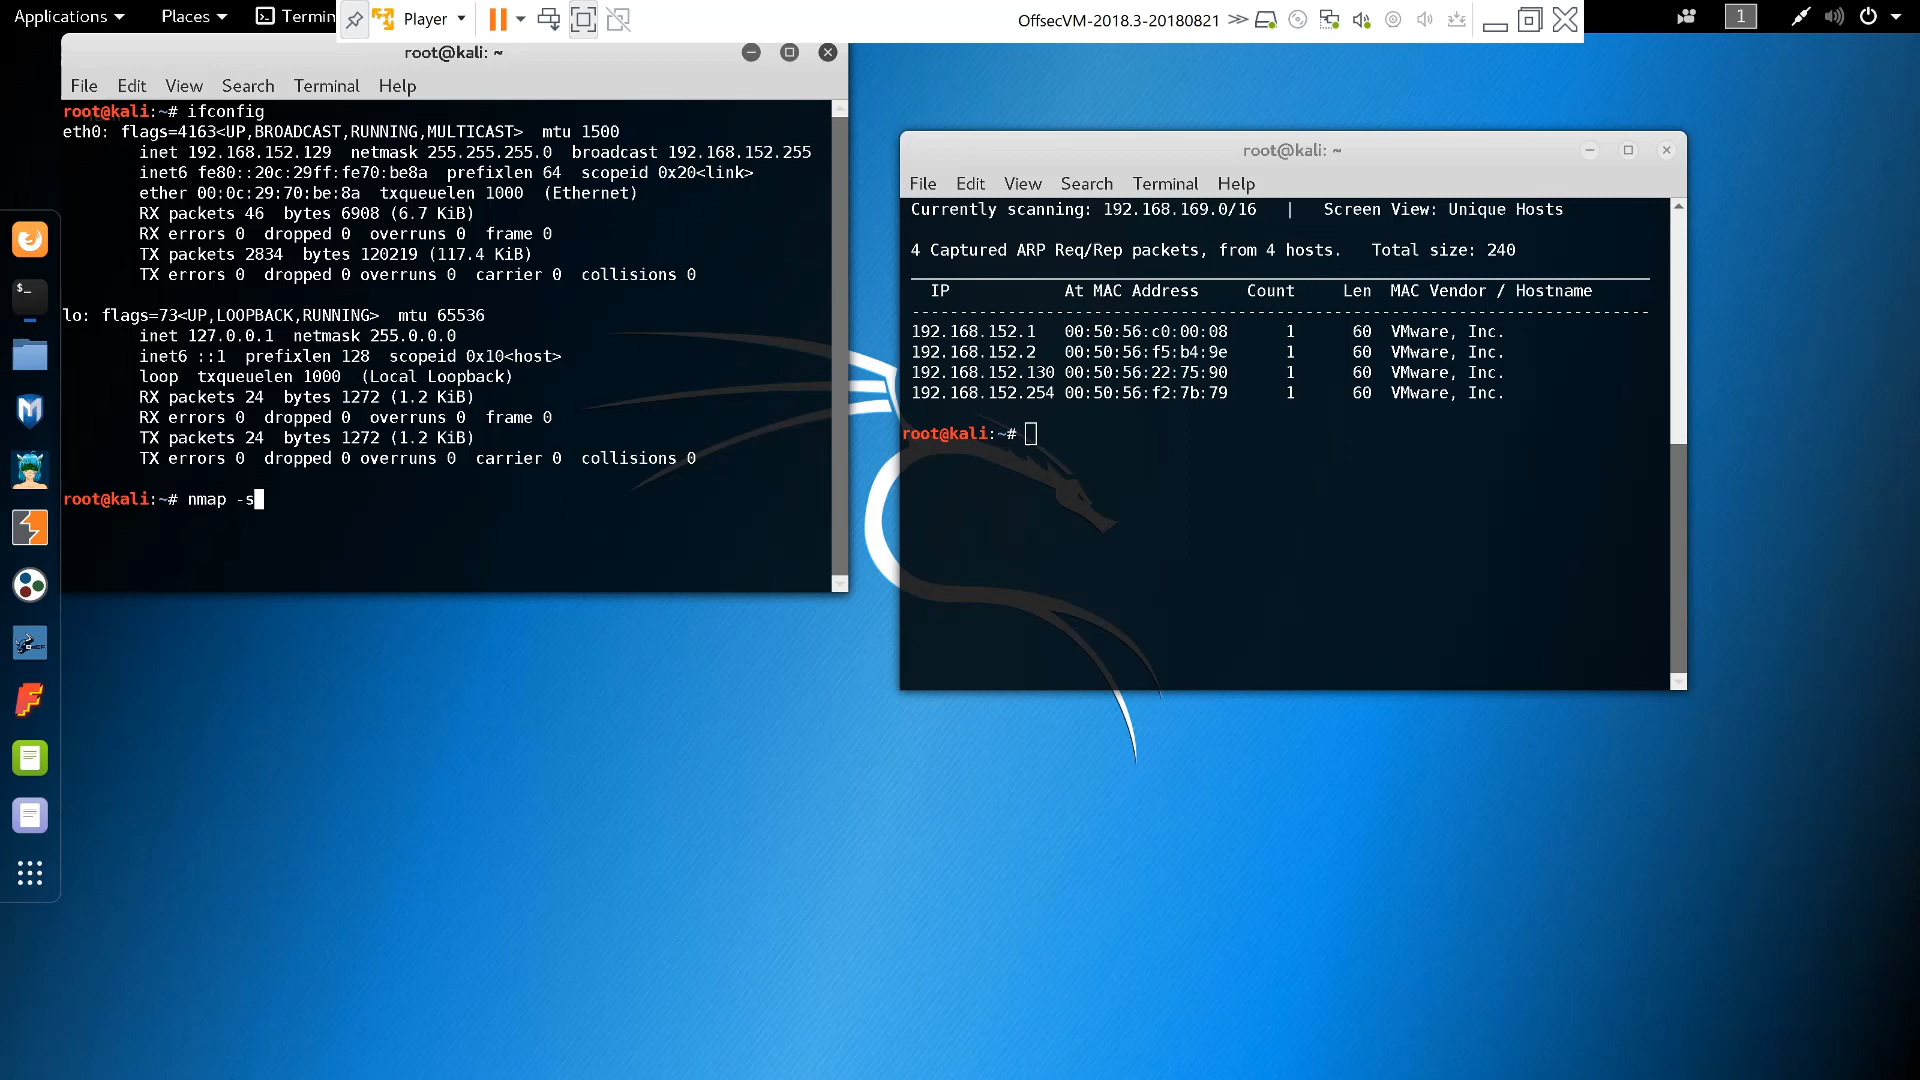 Applications Places Termin Player OffsecVM-2018.3-20180821 1
root@kali: ~
File Edit View Search Terminal Help
root@kali:~# ifconfig
eth0: flags=4163<UP,BROADCAST,RUNNING,MULTICAST>  mtu 1500
        inet 192.168.152.129  netmask 255.255.255.0  broadcast 192.168.152.255
        inet6 fe80::20c:29ff:fe70:be8a  prefixlen 64  scopeid 0x20<link>
        ether 00:0c:29:70:be:8a  txqueuelen 1000  (Ethernet)
        RX packets 46  bytes 6908 (6.7 KiB)
        RX errors 0  dropped 0  overruns 0  frame 0
        TX packets 2834  bytes 120219 (117.4 KiB)
        TX errors 0  dropped 0 overruns 0  carrier 0  collisions 0
lo: flags=73<UP,LOOPBACK,RUNNING>  mtu 65536
        inet 127.0.0.1  netmask 255.0.0.0
        inet6 ::1  prefixlen 128  scopeid 0x10<host>
        loop  txqueuelen 1000  (Local Loopback)
        RX packets 24  bytes 1272 (1.2 KiB)
        RX errors 0  dropped 0  overruns 0  frame 0
        TX packets 24  bytes 1272 (1.2 KiB)
        TX errors 0  dropped 0 overruns 0  carrier 0  collisions 0
root@kali:~# nmap -s
root@kali: ~
File Edit View Search Terminal Help
Currently scanning: 192.168.169.0/16   |   Screen View: Unique Hosts
4 Captured ARP Req/Rep packets, from 4 hosts.   Total size: 240
_____________________________________________________________________________
  IP            At MAC Address     Count     Len  MAC Vendor / Hostname
-----------------------------------------------------------------------------
192.168.152.1   00:50:56:c0:00:08      1      60  VMware, Inc.
192.168.152.2   00:50:56:f5:b4:9e      1      60  VMware, Inc.
192.168.152.130 00:50:56:22:75:90      1      60  VMware, Inc.
192.168.152.254 00:50:56:f2:7b:79      1      60  VMware, Inc.
root@kali:~#